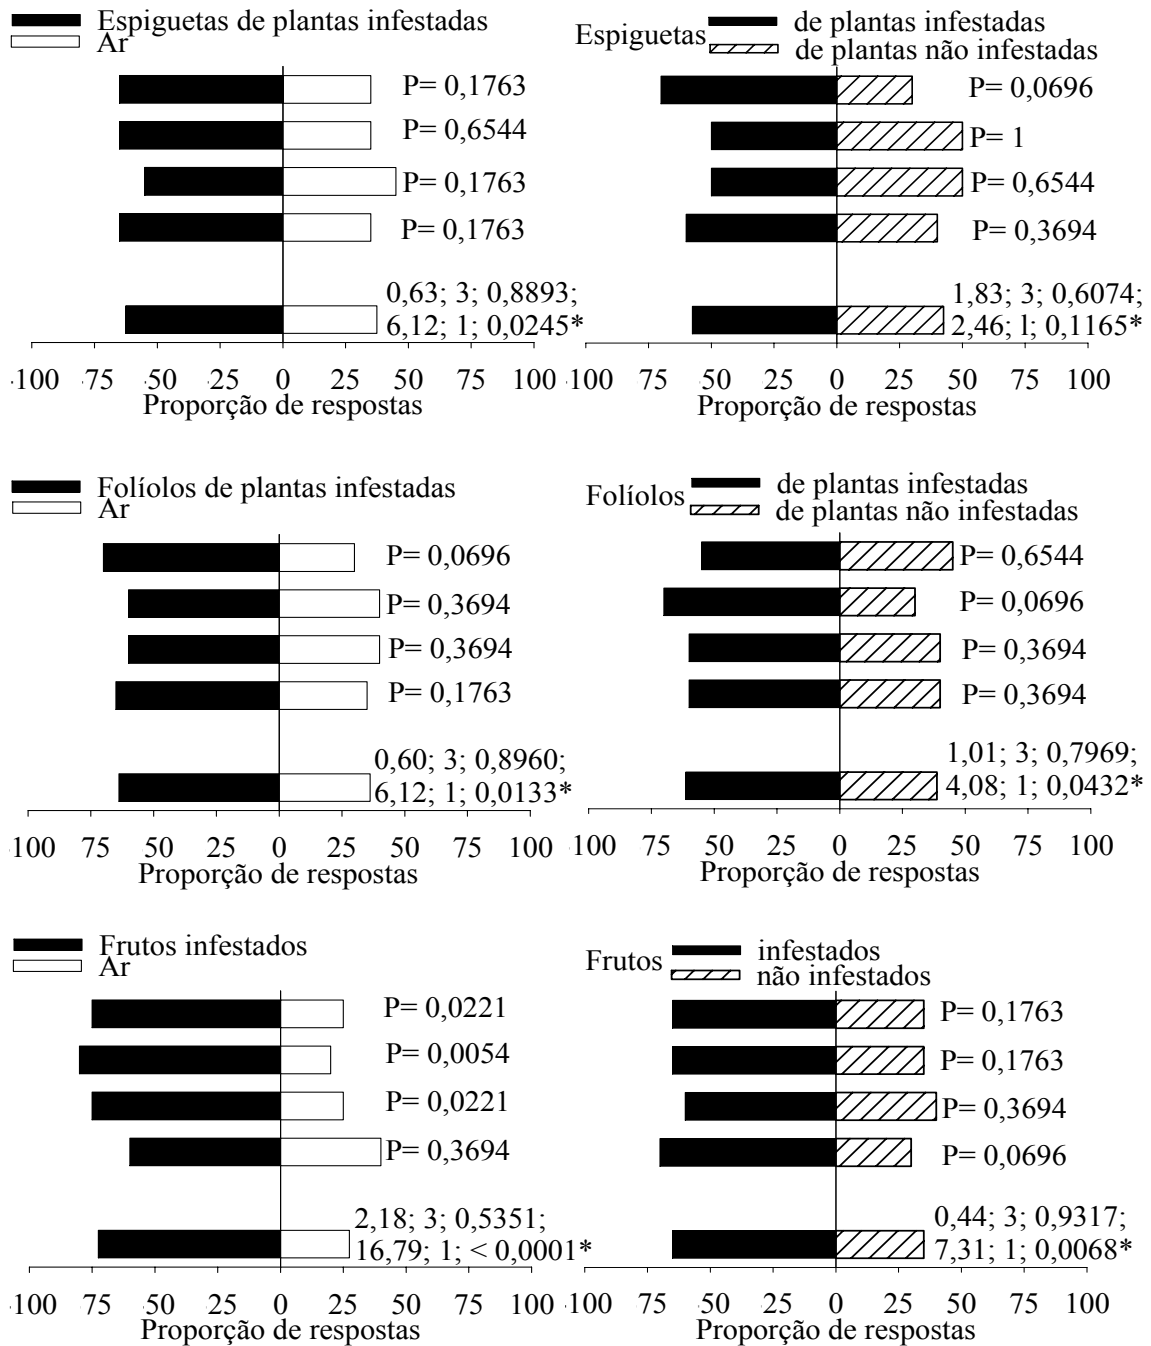 Espiguetas de plantas infestadas
Ar
P= 0,1763
P= 0,6544
P= 0,1763
P= 0,1763
0,63; 3; 0,8893;
6,12; 1; 0,0245*
-100 -75 -50 -25 0 25 50 75 100
Proporção de respostas
Espiguetas
de plantas infestadas
de plantas não infestadas
P= 0,0696
P= 1
P= 0,6544
P= 0,3694
1,83; 3; 0,6074;
2,46; l; 0,1165*
-100 -75 -50 -25 0 25 50 75 100
Proporção de respostas
Folíolos de plantas infestadas
Ar
P= 0,0696
P= 0,3694
P= 0,3694
P= 0,1763
0,60; 3; 0,8960;
6,12; 1; 0,0133*
-100 -75 -50 -25 0 25 50 75 100
Proporção de respostas
Folíolos
de plantas infestadas
de plantas não infestadas
P= 0,6544
P= 0,0696
P= 0,3694
P= 0,3694
1,01; 3; 0,7969;
4,08; 1; 0,0432*
-100 -75 -50 -25 0 25 50 75 100
Proporção de respostas
Frutos infestados
Ar
P= 0,0221
P= 0,0054
P= 0,0221
P= 0,3694
2,18; 3; 0,5351;
16,79; 1; < 0,0001*
-100 -75 -50 -25 0 25 50 75 100
Proporção de respostas
Frutos
infestados
não infestados
P= 0,1763
P= 0,1763
P= 0,3694
P= 0,0696
0,44; 3; 0,9317;
7,31; 1; 0,0068*
-100 -75 -50 -25 0 25 50 75 100
Proporção de respostas